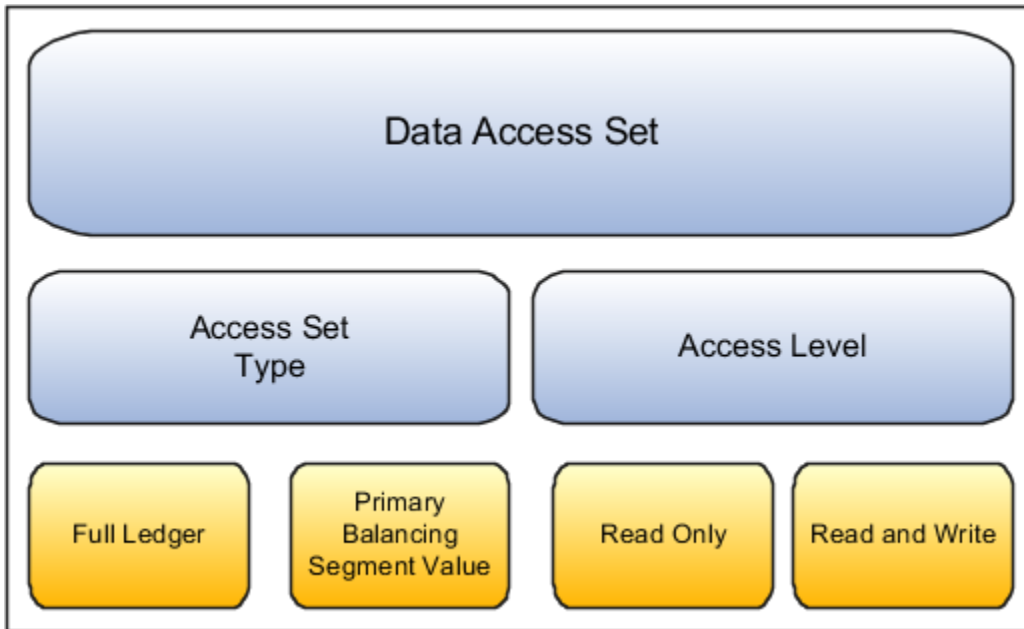 Data Access Set
Access Set
Type
Access Level
Full Ledger
Primary
Balancing
Segment Value
Read Only
Read and Write